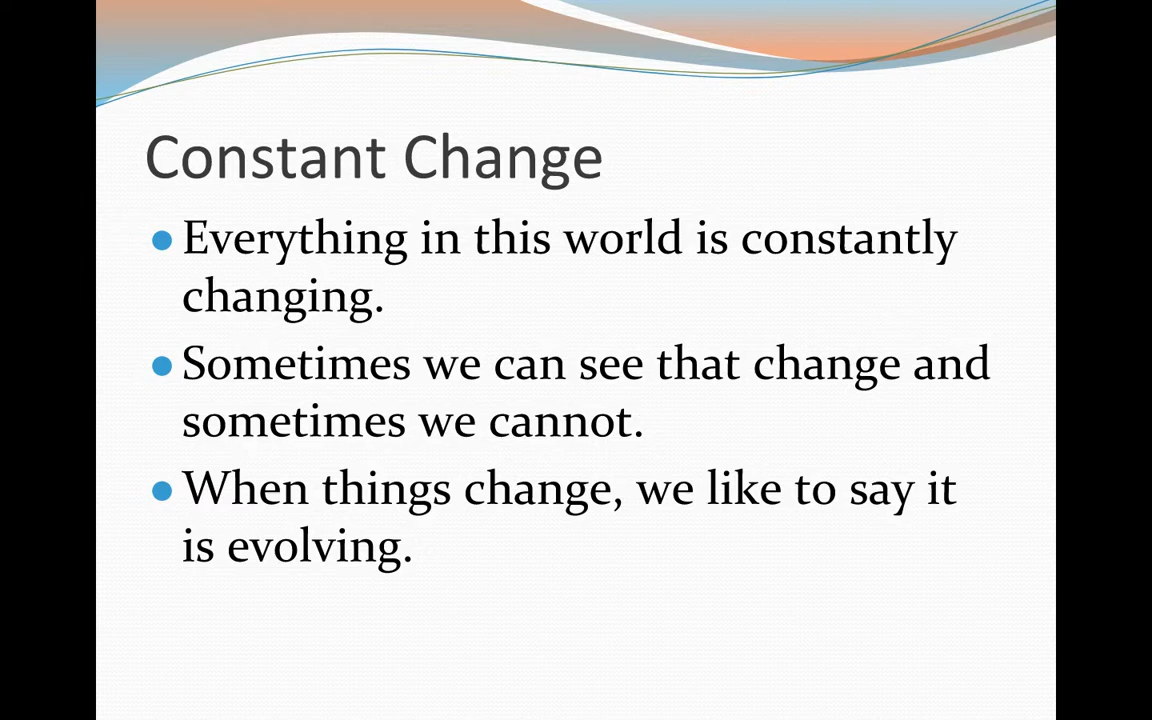 Constant Change
Everything in this world is constantly
changing.
Sometimes we can see that change and
sometimes we cannot.
When things change, we like to say it
is evolving.